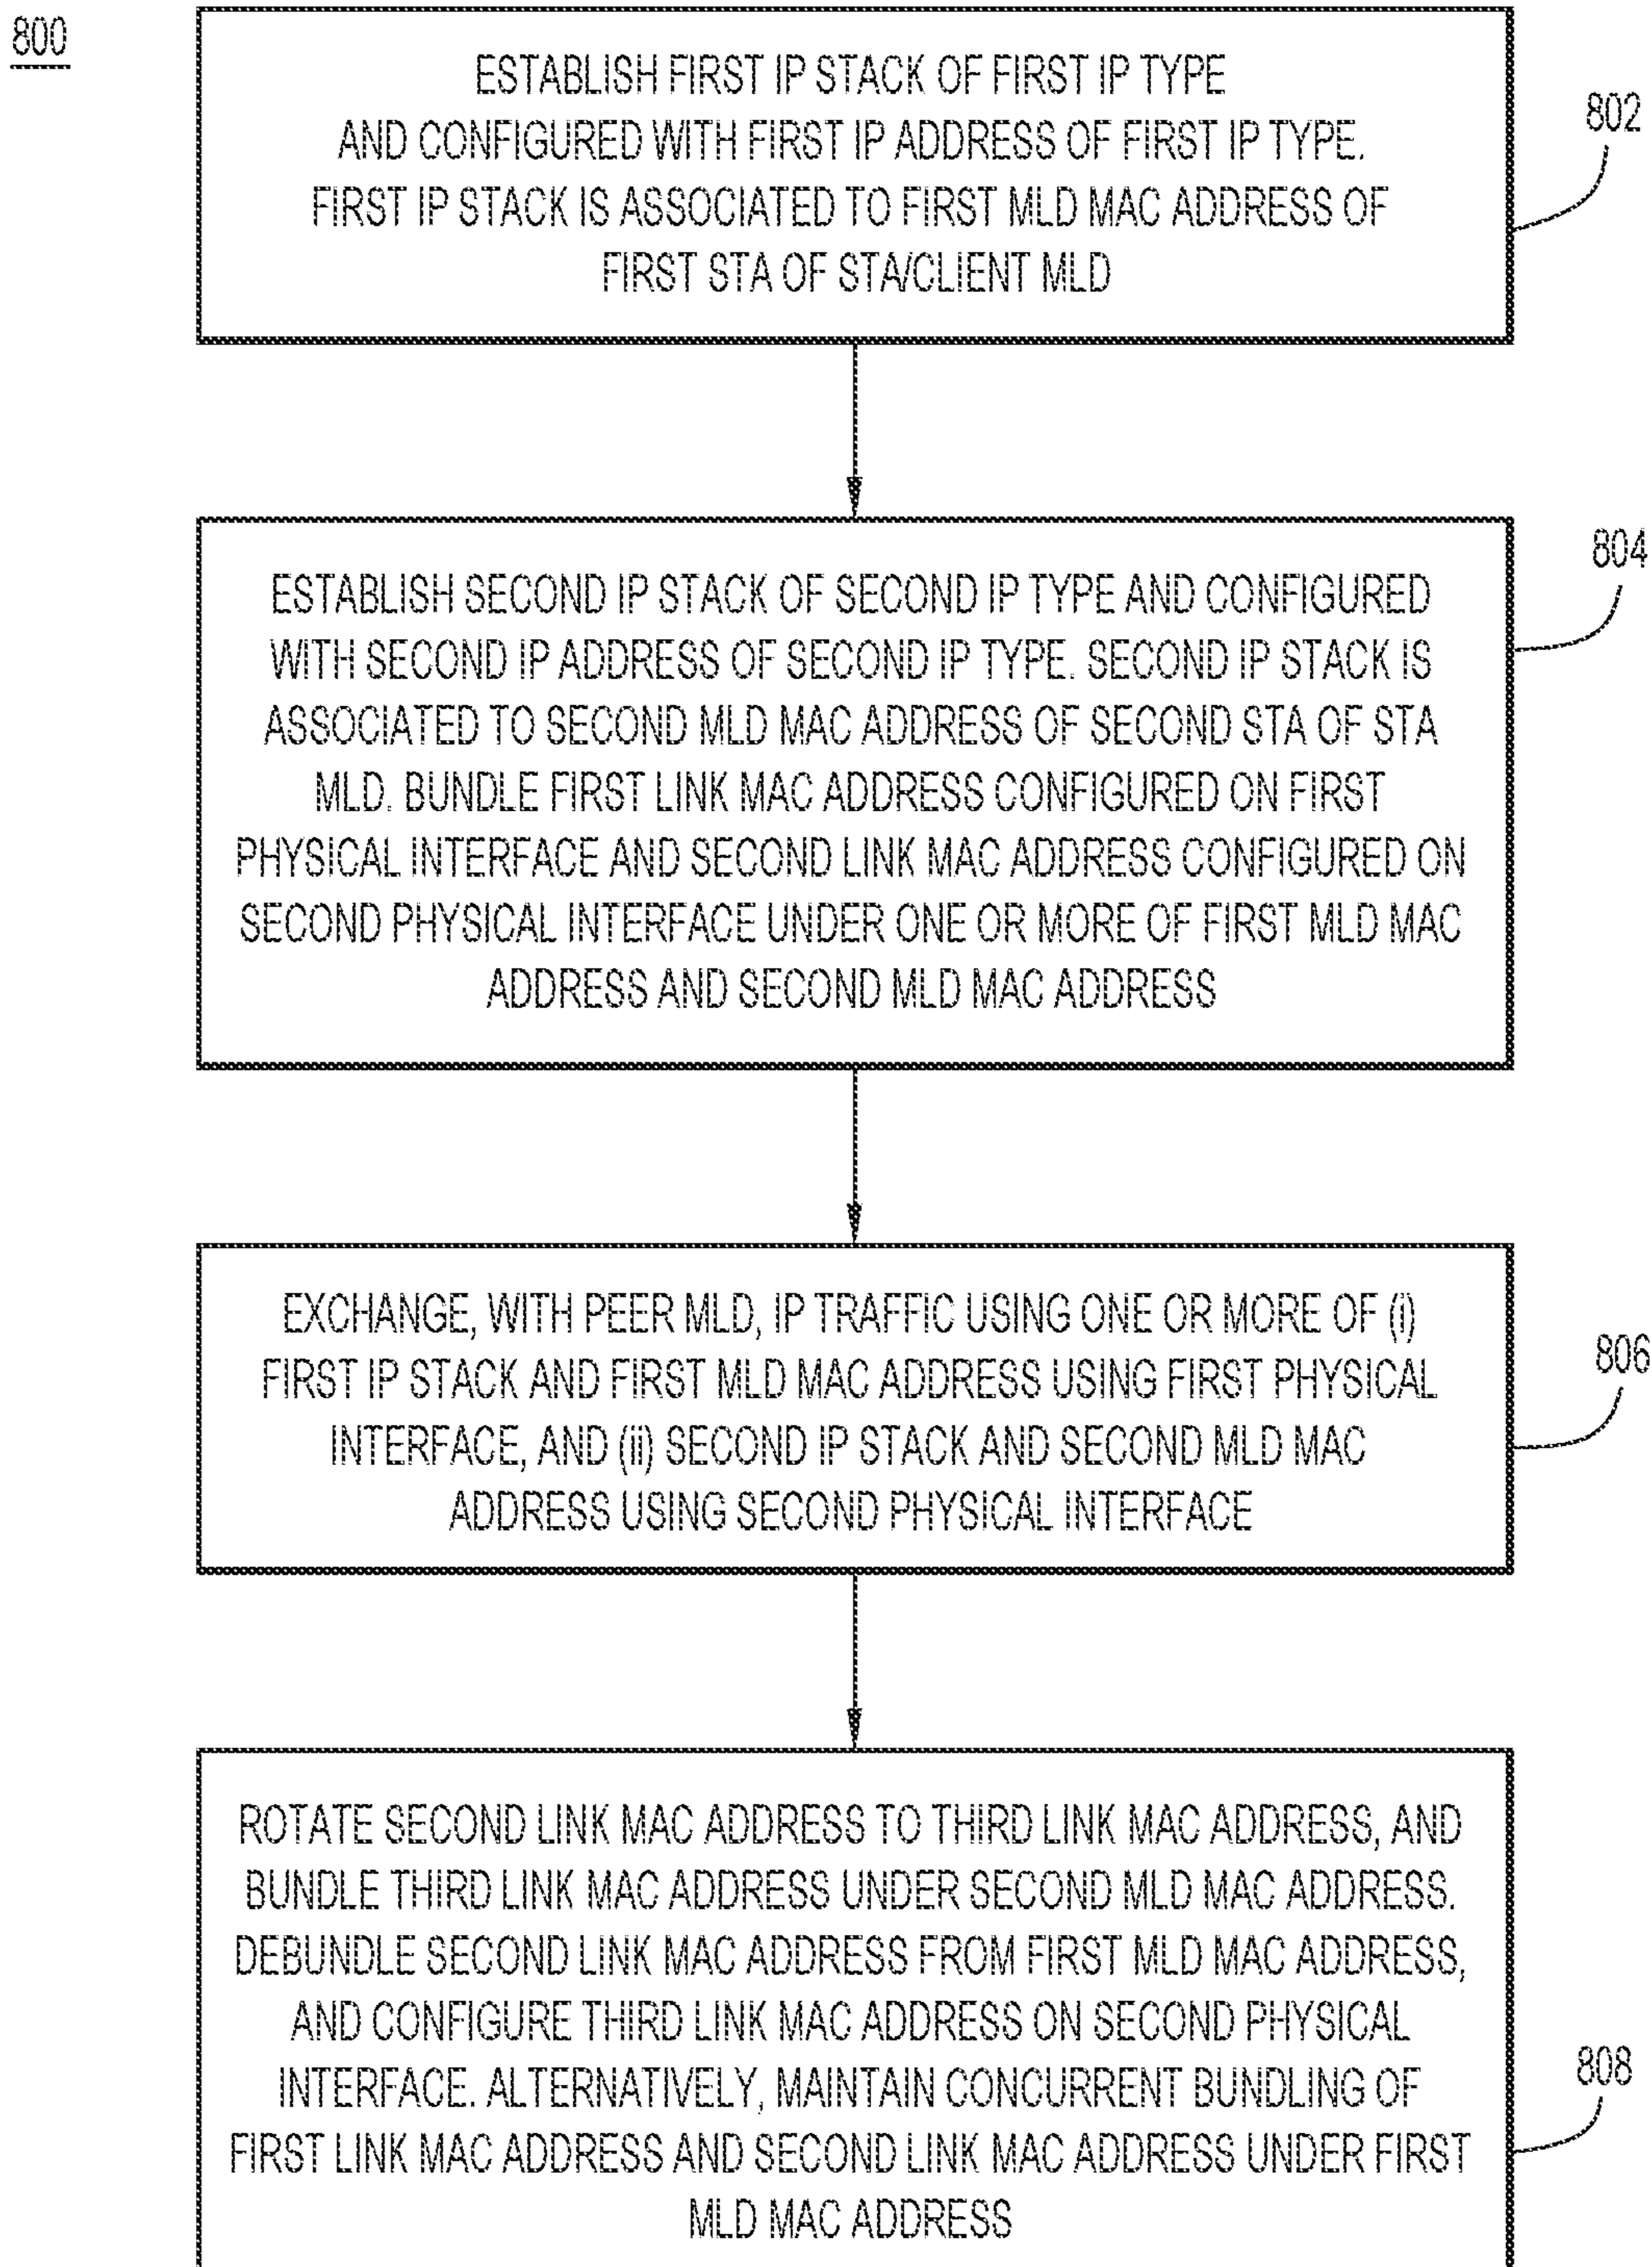 800
ESTABLISH FIRST IP STACK OF FIRST IP TYPE
AND CONFIGURED WITH FIRST IP ADDRESS OF FIRST IP TYPE.
FIRST IP STACK IS ASSOCIATED TO FIRST MLD MAC ADDRESS OF
FIRST STA OF STA/CLIENT MLD
802
ESTABLISH SECOND IP STACK OF SECOND IP TYPE AND CONFIGURED
WITH SECOND IP ADDRESS OF SECOND IP TYPE. SECOND IP STACK IS
ASSOCIATED TO SECOND MLD MAC ADDRESS OF SECOND STA OF STA
MLD. BUNDLE FIRST LINK MAC ADDRESS CONFIGURED ON FIRST
PHYSICAL INTERFACE AND SECOND LINK MAC ADDRESS CONFIGURED ON
SECOND PHYSICAL INTERFACE UNDER ONE OR MORE OF FIRST MLD MAC
ADDRESS AND SECOND MLD MAC ADDRESS
804
EXCHANGE, WITH PEER MLD, IP TRAFFIC USING ONE OR MORE OF (i)
FIRST IP STACK AND FIRST MLD MAC ADDRESS USING FIRST PHYSICAL
INTERFACE, AND (ii) SECOND IP STACK AND SECOND MLD MAC
ADDRESS USING SECOND PHYSICAL INTERFACE
806
ROTATE SECOND LINK MAC ADDRESS TO THIRD LINK MAC ADDRESS, AND
BUNDLE THIRD LINK MAC ADDRESS UNDER SECOND MLD MAC ADDRESS.
DEBUNDLE SECOND LINK MAC ADDRESS FROM FIRST MLD MAC ADDRESS,
AND CONFIGURE THIRD LINK MAC ADDRESS ON SECOND PHYSICAL
INTERFACE. ALTERNATIVELY, MAINTAIN CONCURRENT BUNDLING OF
FIRST LINK MAC ADDRESS AND SECOND LINK MAC ADDRESS UNDER FIRST
MLD MAC ADDRESS
808